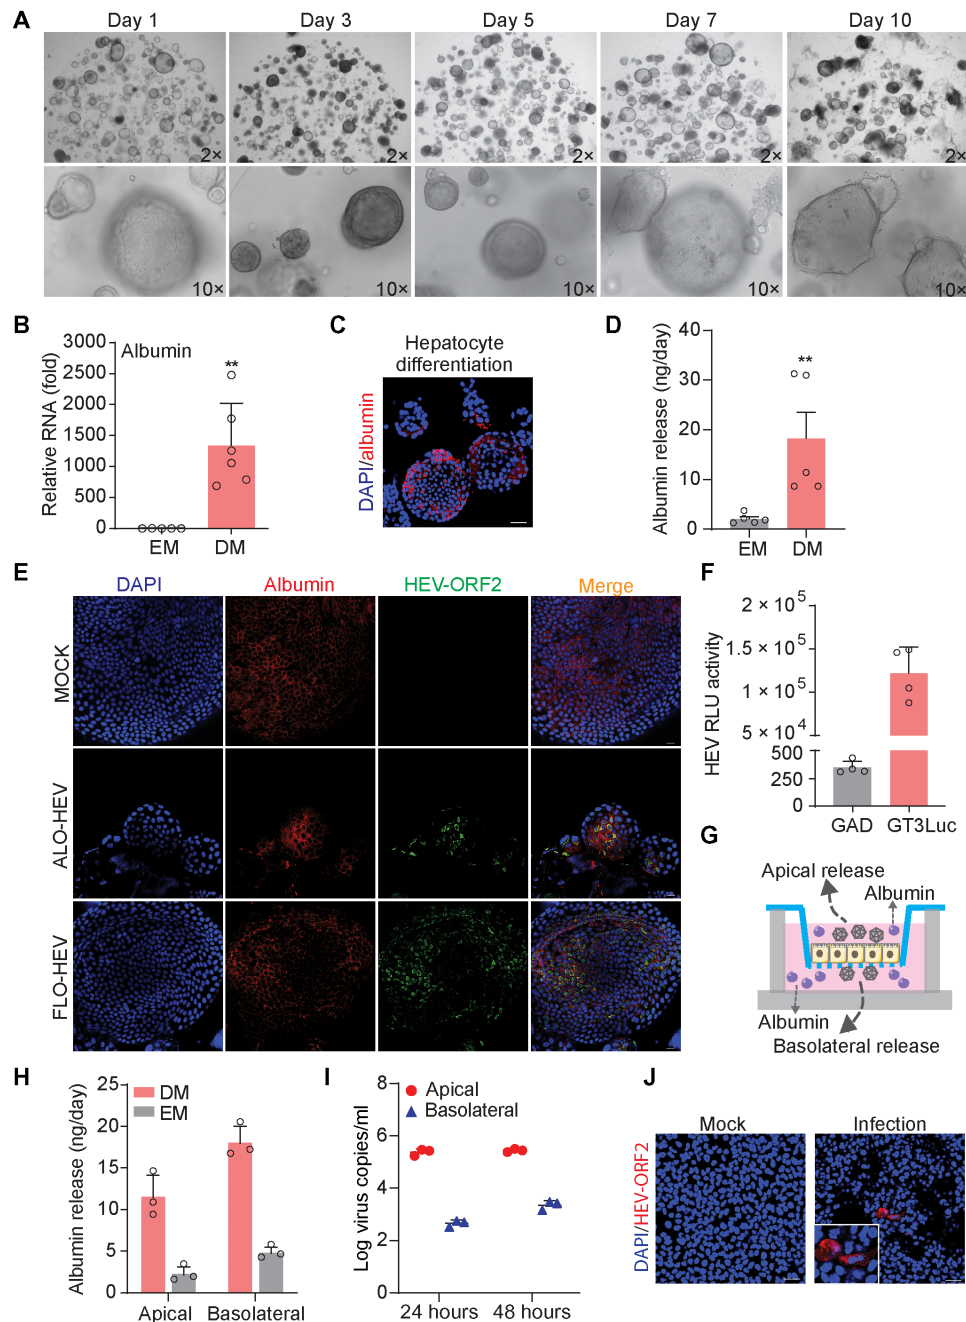 A
Day 1
Day 3
Day 5
Day 7
Day 10
2×
2×
2×
2×
2×
10×
10×
10×
10×
10×
B
Albumin
Relative RNA (fold)
3000
2500
2000
1500
1000
500
0
**
EM
DM
C
Hepatocyte
differentiation
DAPI/albumin
D
Albumin release (ng/day)
40
30
20
10
0
**
EM
DM
E
DAPI
Albumin
HEV-ORF2
Merge
MOCK
ALO-HEV
FLO-HEV
F
HEV RLU activity
2 × 10⁵
1.5 × 10⁵
1 × 10⁵
5 × 10⁴
500
250
0
GAD
GT3Luc
G
Apical release
Albumin
Albumin
Basolateral release
H
Albumin release (ng/day)
25
20
15
10
5
0
DM
EM
Apical
Basolateral
I
Log virus copies/ml
8
6
4
2
0
Apical
Basolateral
24 hours
48 hours
J
Mock
Infection
DAPI/HEV-ORF2